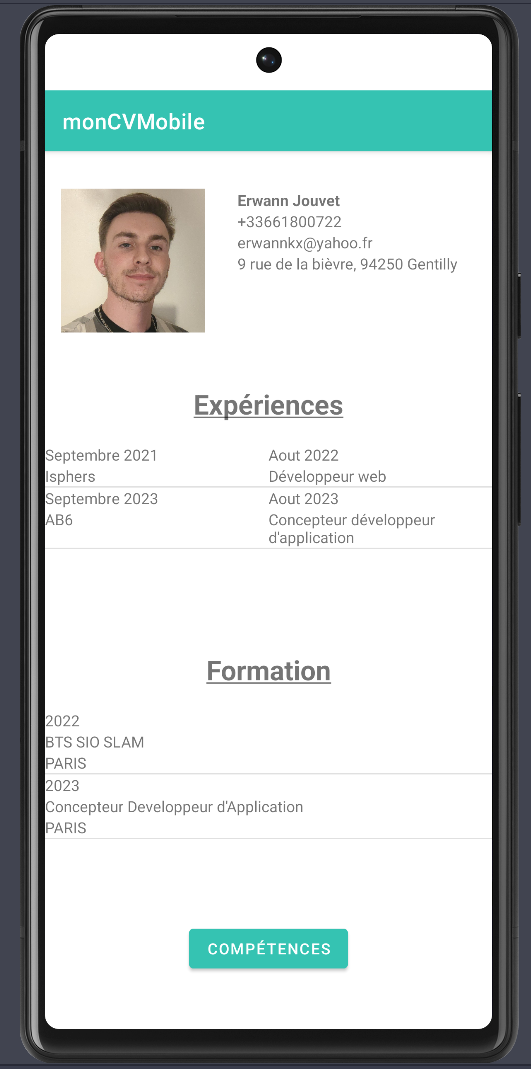 monCVMobile
Erwann Jouvet
+33661800722
erwannkx@yahoo.fr
9 rue de la bièvre, 94250 Gentilly
Expériences
Septembre 2021 Aout 2022
Isphers Développeur web
Septembre 2023 Aout 2023
AB6 Concepteur développeur
d'application
Formation
2022
BTS SIO SLAM
PARIS
2023
Concepteur Developpeur d'Application
PARIS
COMPÉTENCES